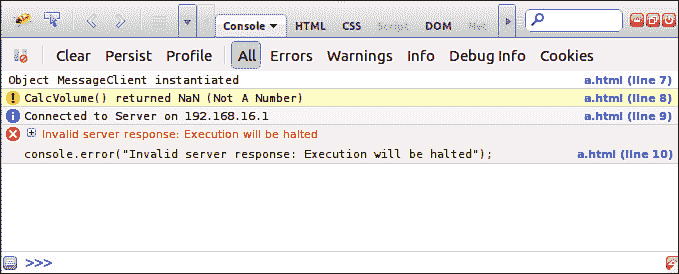 Console HTML CSS Script DOM Net
Clear Persist Profile All Errors Warnings Info Debug Info Cookies
Object MessageClient instantiated a.html (line 7)
CalcVolume() returned NaN (Not A Number) a.html (line 8)
Connected to Server on 192.168.16.1 a.html (line 9)
Invalid server response: Execution will be halted
console.error("Invalid server response: Execution will be halted"); a.html (line 10)
>>>